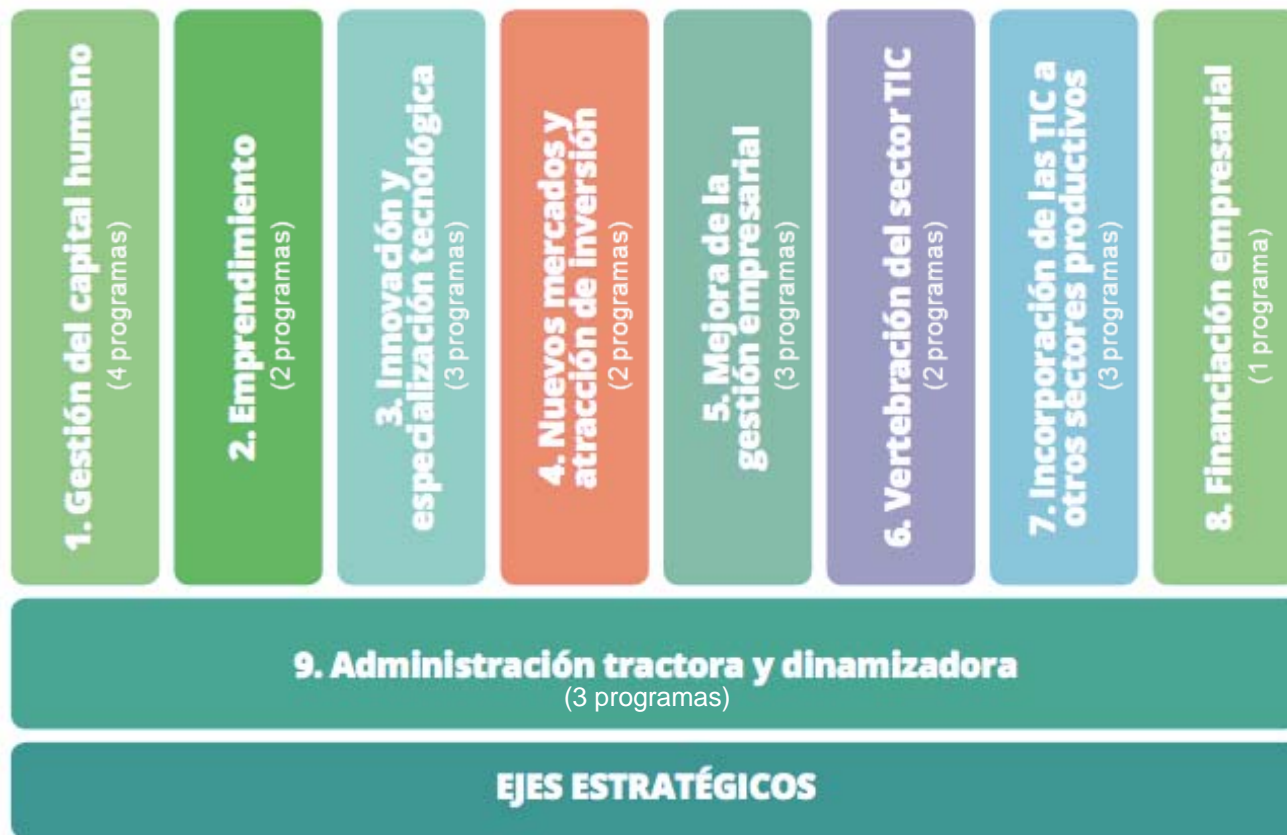 1. Gestión del capital humano
(4 programas)
2. Emprendimiento
(2 programas)
3. Innovación y
especialización tecnológica
(3 programas)
4. Nuevos mercados y
atracción de inversión
(2 programas)
5. Mejora de la
gestión empresarial
(3 programas)
6. Vertebración del sector TIC
(2 programas)
7. Incorporación de las TIC a
otros sectores productivos
(3 programas)
8. Financiación empresarial
(1 programa)
9. Administración tractora y dinamizadora
(3 programas)
EJES ESTRATÉGICOS